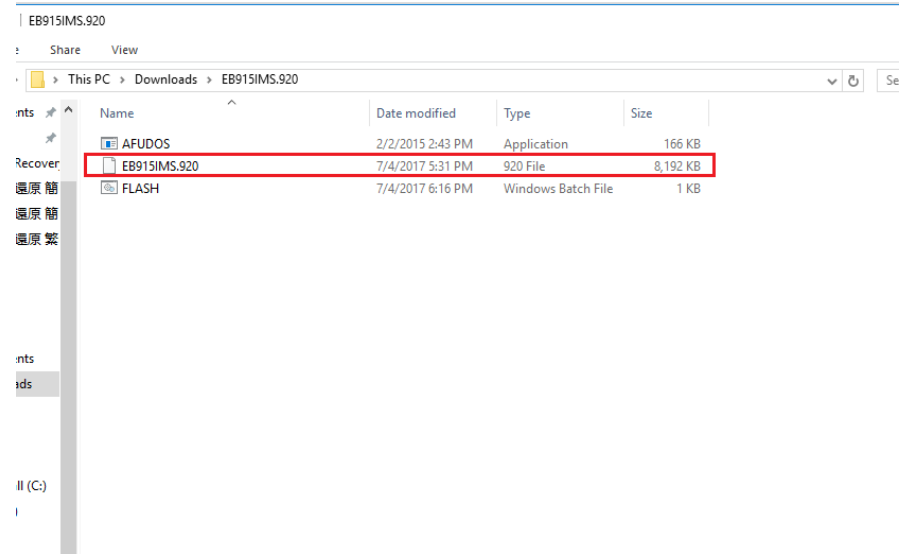 EB915IMS.920
Share View
This PC > Downloads > EB915IMS.920
Name Date modified Type Size
AFUDOS 2/2/2015 2:43 PM Application 166 KB
Recovery
EB915IMS.920 7/4/2017 5:31 PM 920 File 8,192 KB
還原 簡 FLASH 7/4/2017 6:16 PM Windows Batch File 1 KB
還原 簡
還原 繁
ents
ads
ll (C:)